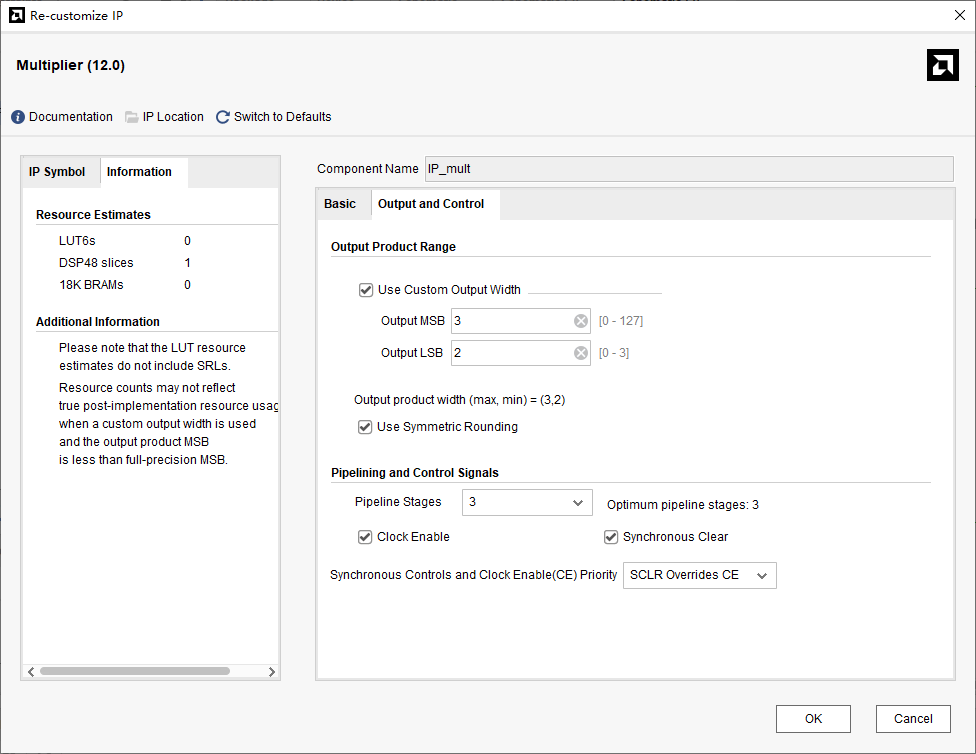 Re-customize IP
Multiplier (12.0)
Documentation IP Location Switch to Defaults
IP Symbol Information
Resource Estimates
LUT6s 0
DSP48 slices 1
18K BRAMs 0
Additional Information
Please note that the LUT resource
estimates do not include SRLs.
Resource counts may not reflect
true post-implementation resource usag
when a custom output width is used
and the output product MSB
is less than full-precision MSB.
Component Name IP_mult
Basic Output and Control
Output Product Range
Use Custom Output Width
Output MSB 3 [0 - 127]
Output LSB 2 [0 - 3]
Output product width (max, min) = (3,2)
Use Symmetric Rounding
Pipelining and Control Signals
Pipeline Stages 3 Optimum pipeline stages: 3
Clock Enable Synchronous Clear
Synchronous Controls and Clock Enable(CE) Priority SCLR Overrides CE
OK Cancel